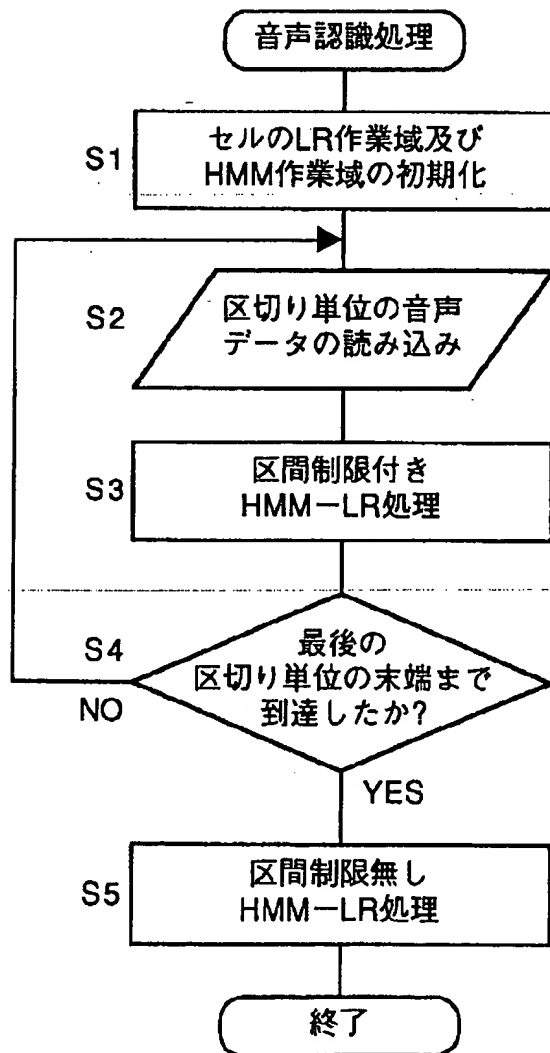 音声認識処理
S1
セルのLR作業域及び
HMM作業域の初期化
S2
区切り単位の音声
データの読み込み
S3
区間制限付き
HMM－LR処理
S4
最後の
区切り単位の末端まで
到達したか?
NO
YES
S5
区間制限無し
HMM－LR処理
終了